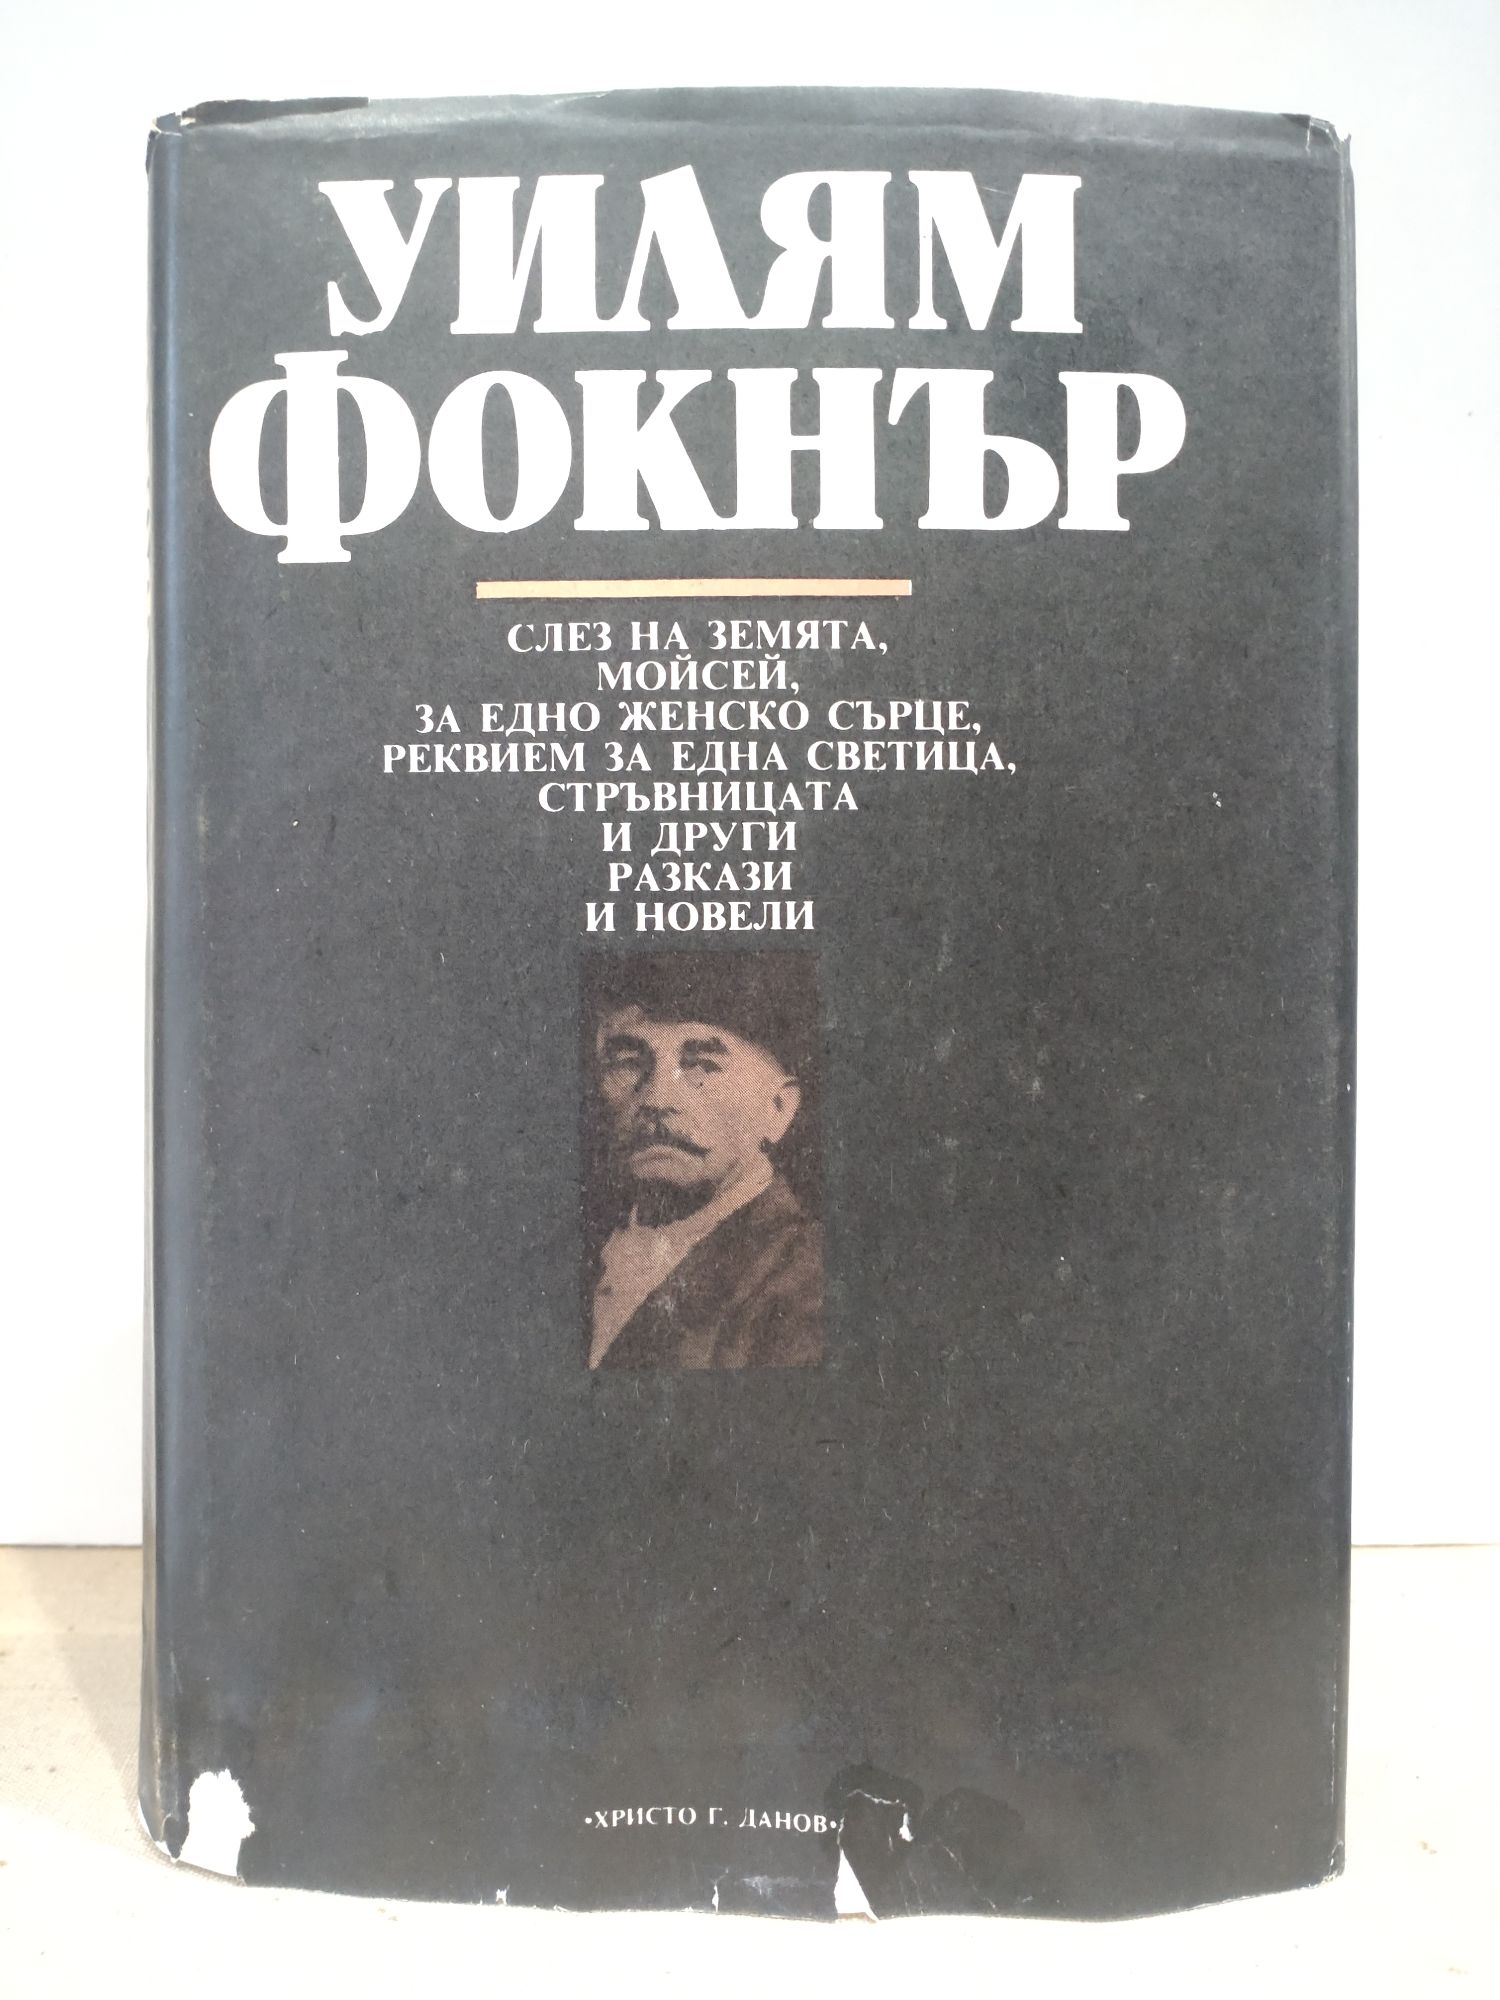 УИЛЯМ
ФОКНЪР
СЛЕЗ НА ЗЕМЯТА,
МОЙСЕЙ,
ЗА ЕДНО ЖЕНСКО СЪРЦЕ,
РЕКВИЕМ ЗА ЕДНА СВЕТИЦА,
СТРЪВНИЦАТА
И ДРУГИ
РАЗКАЗИ
И НОВЕЛИ
•ХРИСТО Г. ДАНОВ•